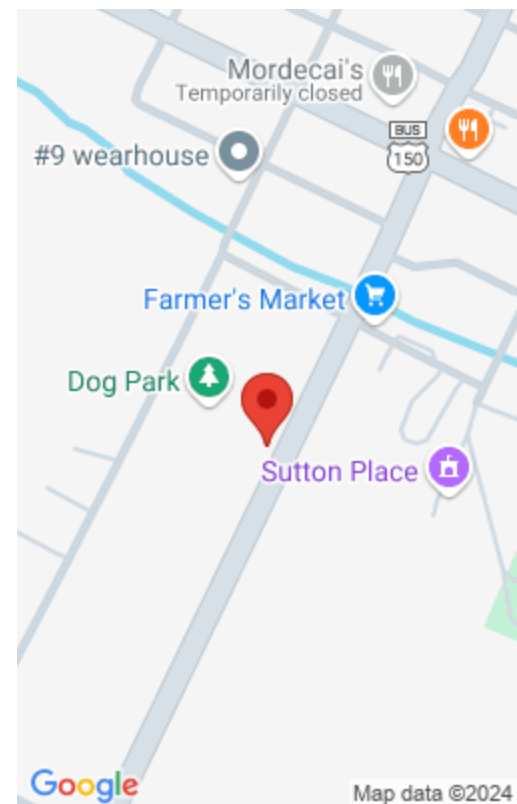 Mordecai's
Temporarily closed
BUS
150
#9 wearhouse
Farmer's Market
Dog Park
Sutton Place
Google
Map data ©2024